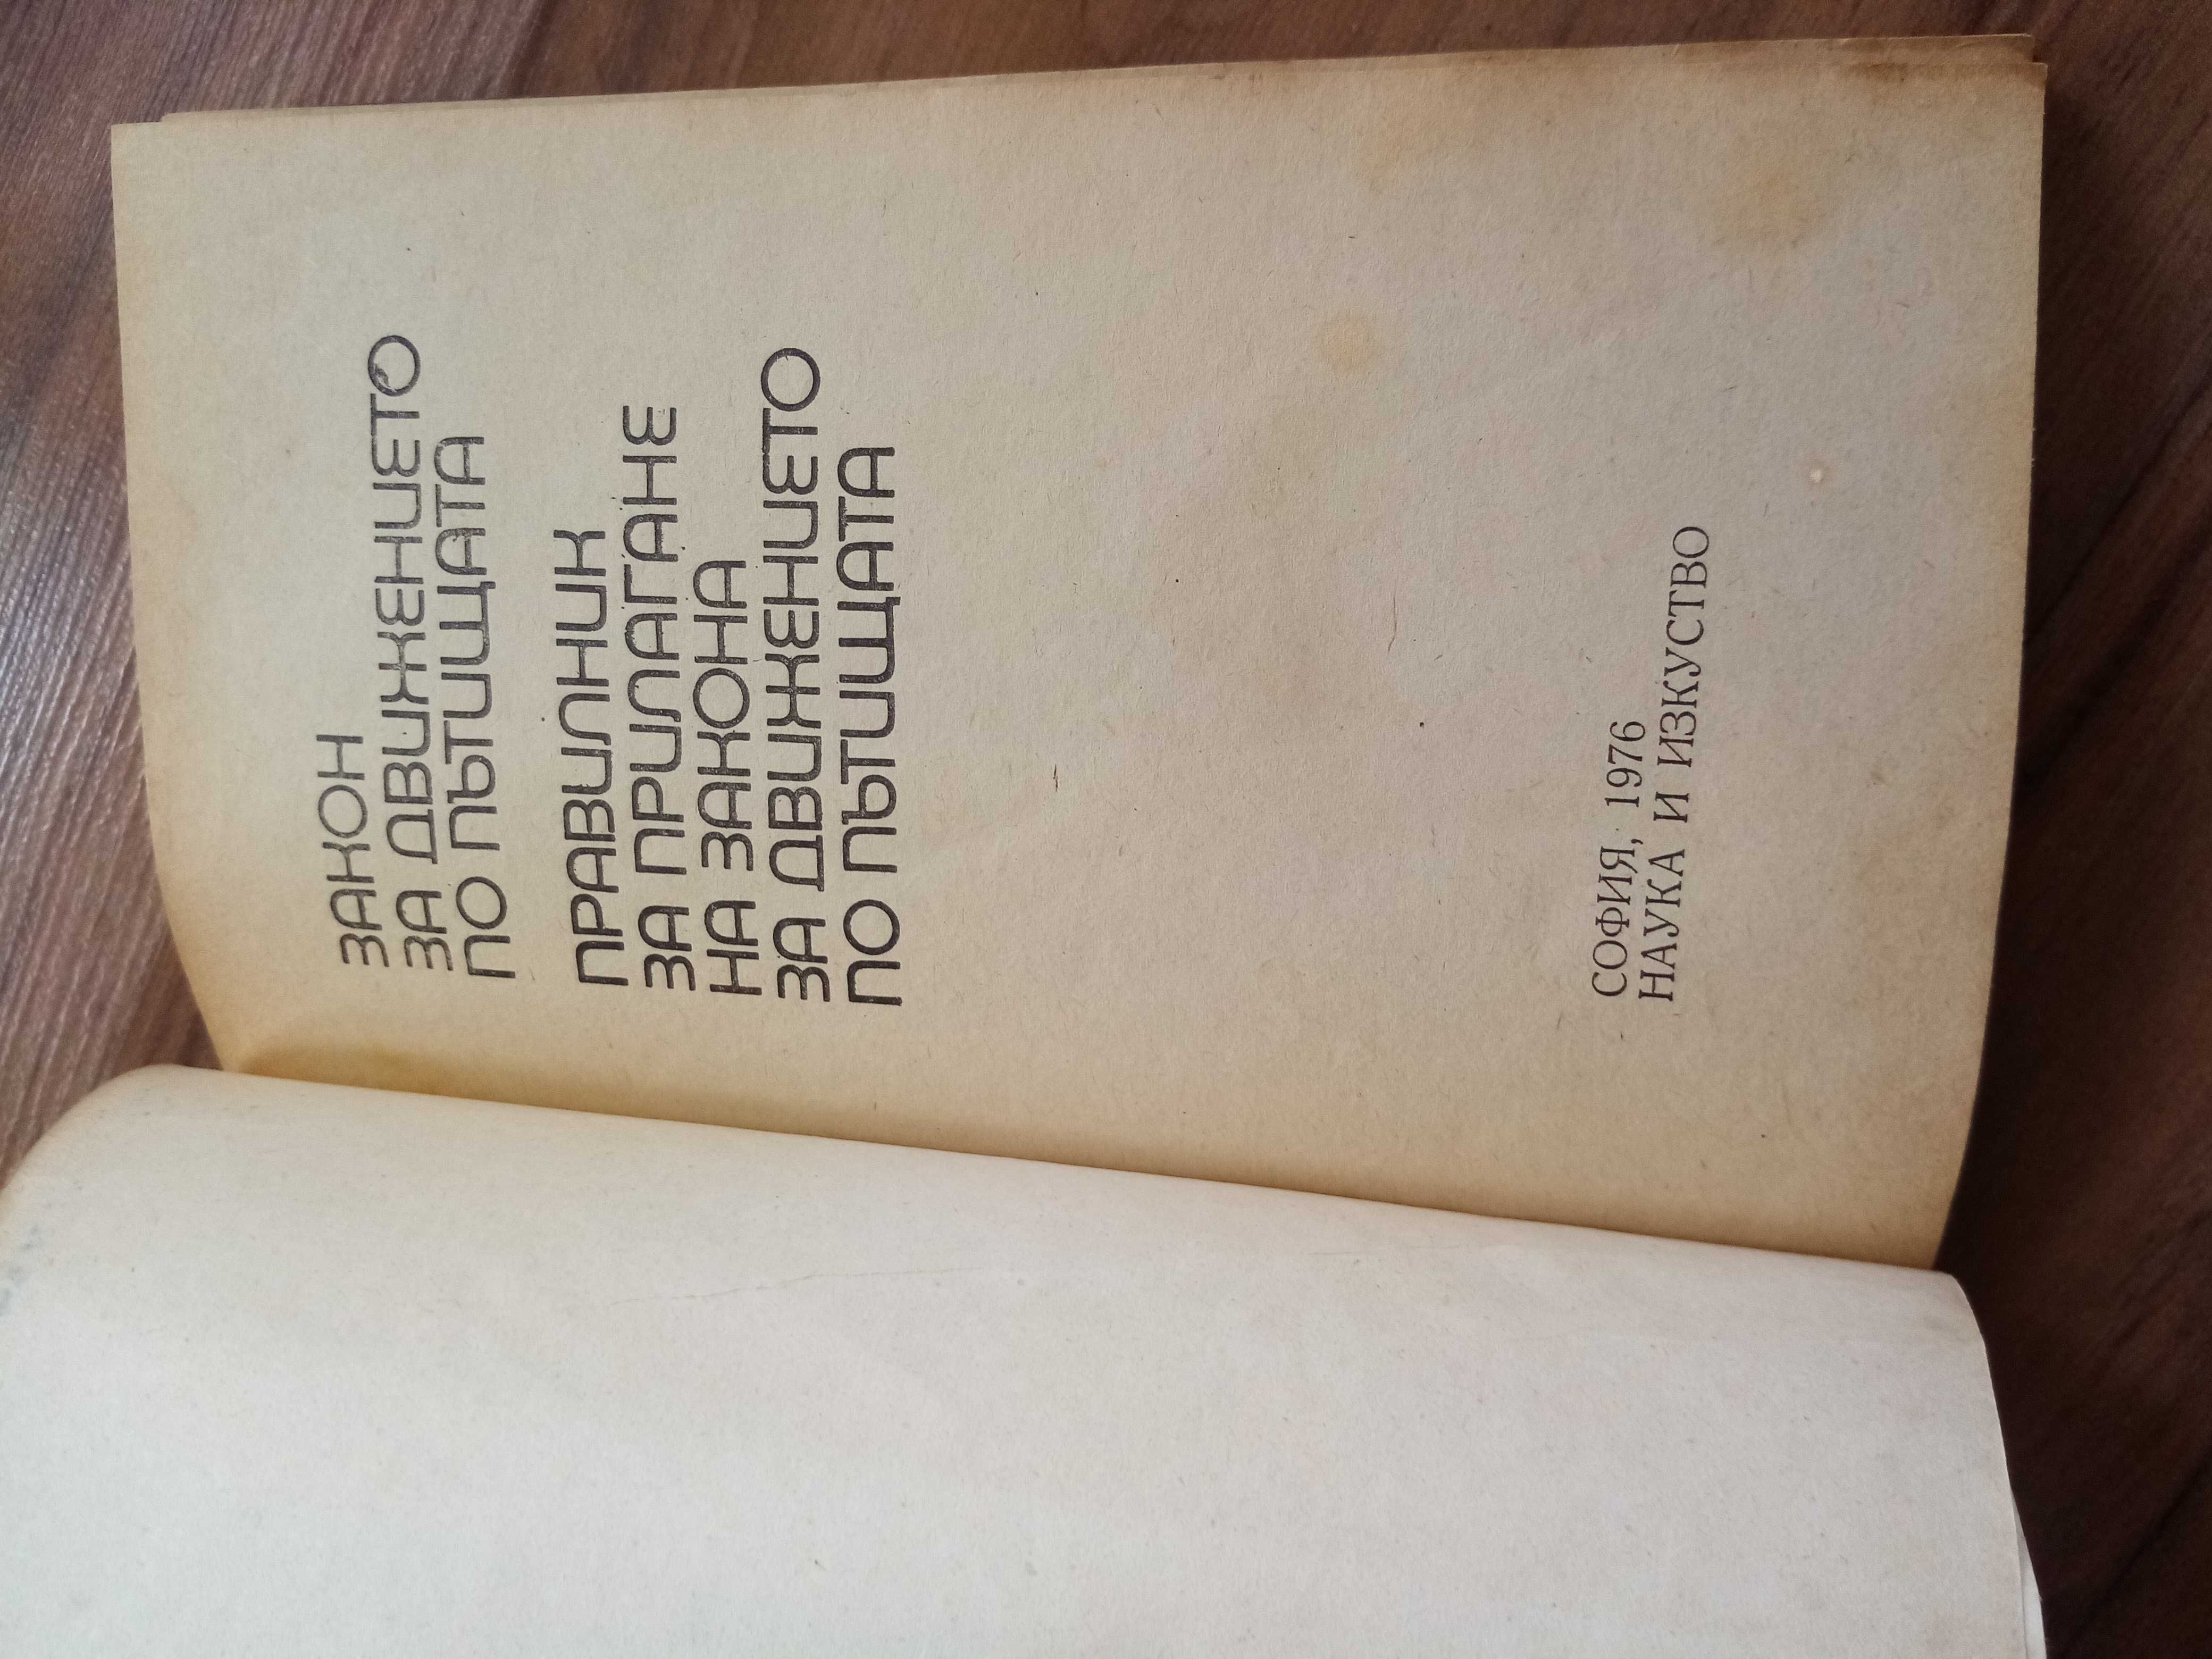 ЗАКОН
ЗА ДВИЖЕНИЕТО
ПО ПЪТИЩАТА
ПРАВИЛНИК
ЗА ПРИЛАГАНЕ
НА ЗАКОНА
ЗА ДВИЖЕНИЕТО
ПО ПЪТИЩАТА
СОФИЯ, 1976
НАУКА И ИЗКУСТВО